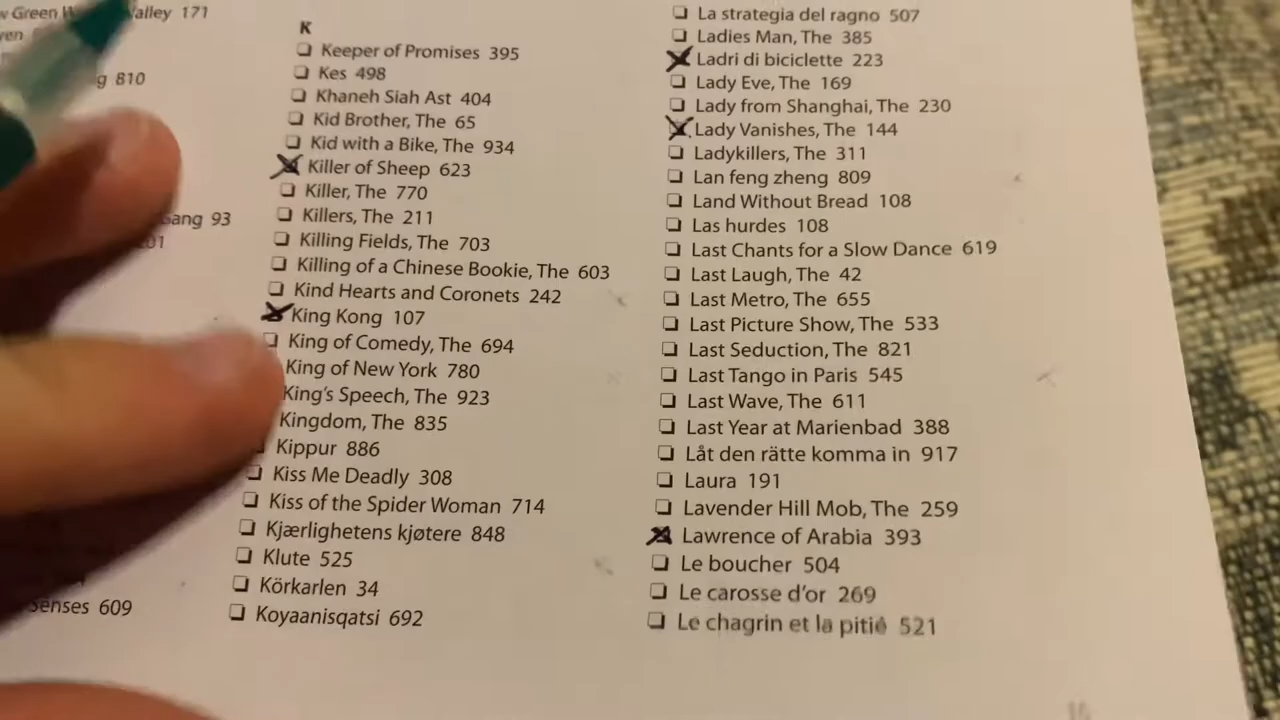 Valley 171
810
Gang 93
Senses 609
K
Keeper of Promises 395
Kes 498
Khaneh Siah Ast 404
Kid Brother, The 65
Kid with a Bike, The 934
Killer of Sheep 623
Killer, The 770
Killers, The 211
Killing Fields, The 703
Killing of a Chinese Bookie, The 603
Kind Hearts and Coronets 242
King Kong 107
King of Comedy, The 694
King of New York 780
King's Speech, The 923
Kingdom, The 835
Kippur 886
Kiss Me Deadly 308
Kiss of the Spider Woman 714
Kjærlighetens kjøtere 848
Klute 525
Körkarlen 34
Koyaanisqatsi 692
La strategia del ragno 507
Ladies Man, The 385
Ladri di biciclette 223
Lady Eve, The 169
Lady from Shanghai, The 230
Lady Vanishes, The 144
Ladykillers, The 311
Lan feng zheng 809
Land Without Bread 108
Las hurdes 108
Last Chants for a Slow Dance 619
Last Laugh, The 42
Last Metro, The 655
Last Picture Show, The 533
Last Seduction, The 821
Last Tango in Paris 545
Last Wave, The 611
Last Year at Marienbad 388
Låt den rätte komma in 917
Laura 191
Lavender Hill Mob, The 259
Lawrence of Arabia 393
Le boucher 504
Le carosse d'or 269
Le chagrin et la pitié 521